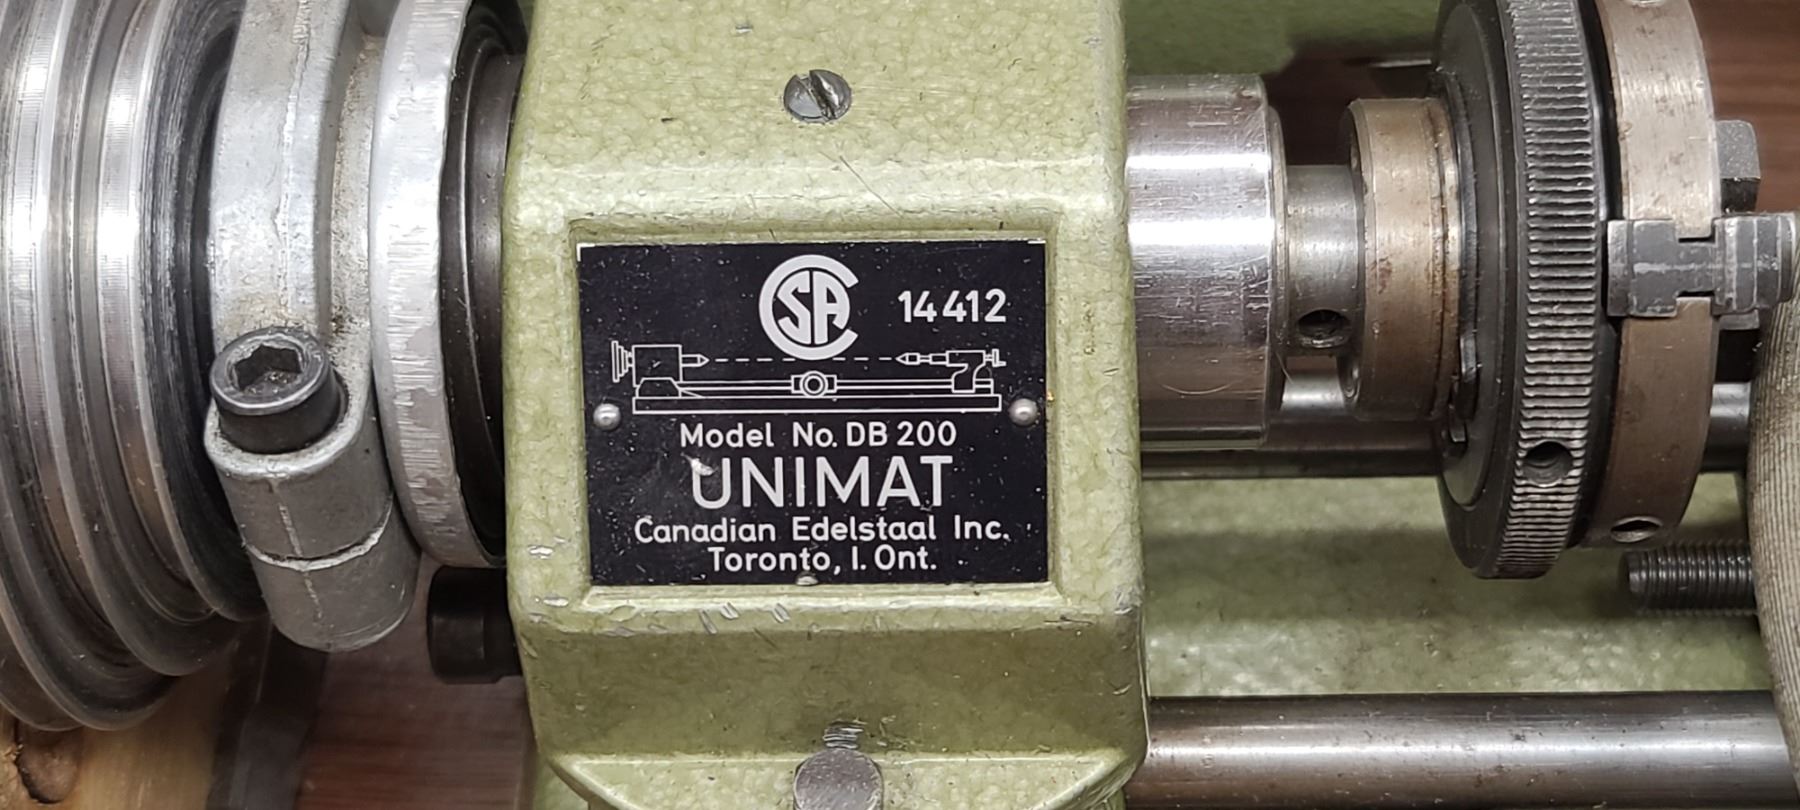 CSA 14412
Model No. DB 200
UNIMAT
Canadian Edelstaal Inc.
Toronto, I. Ont.